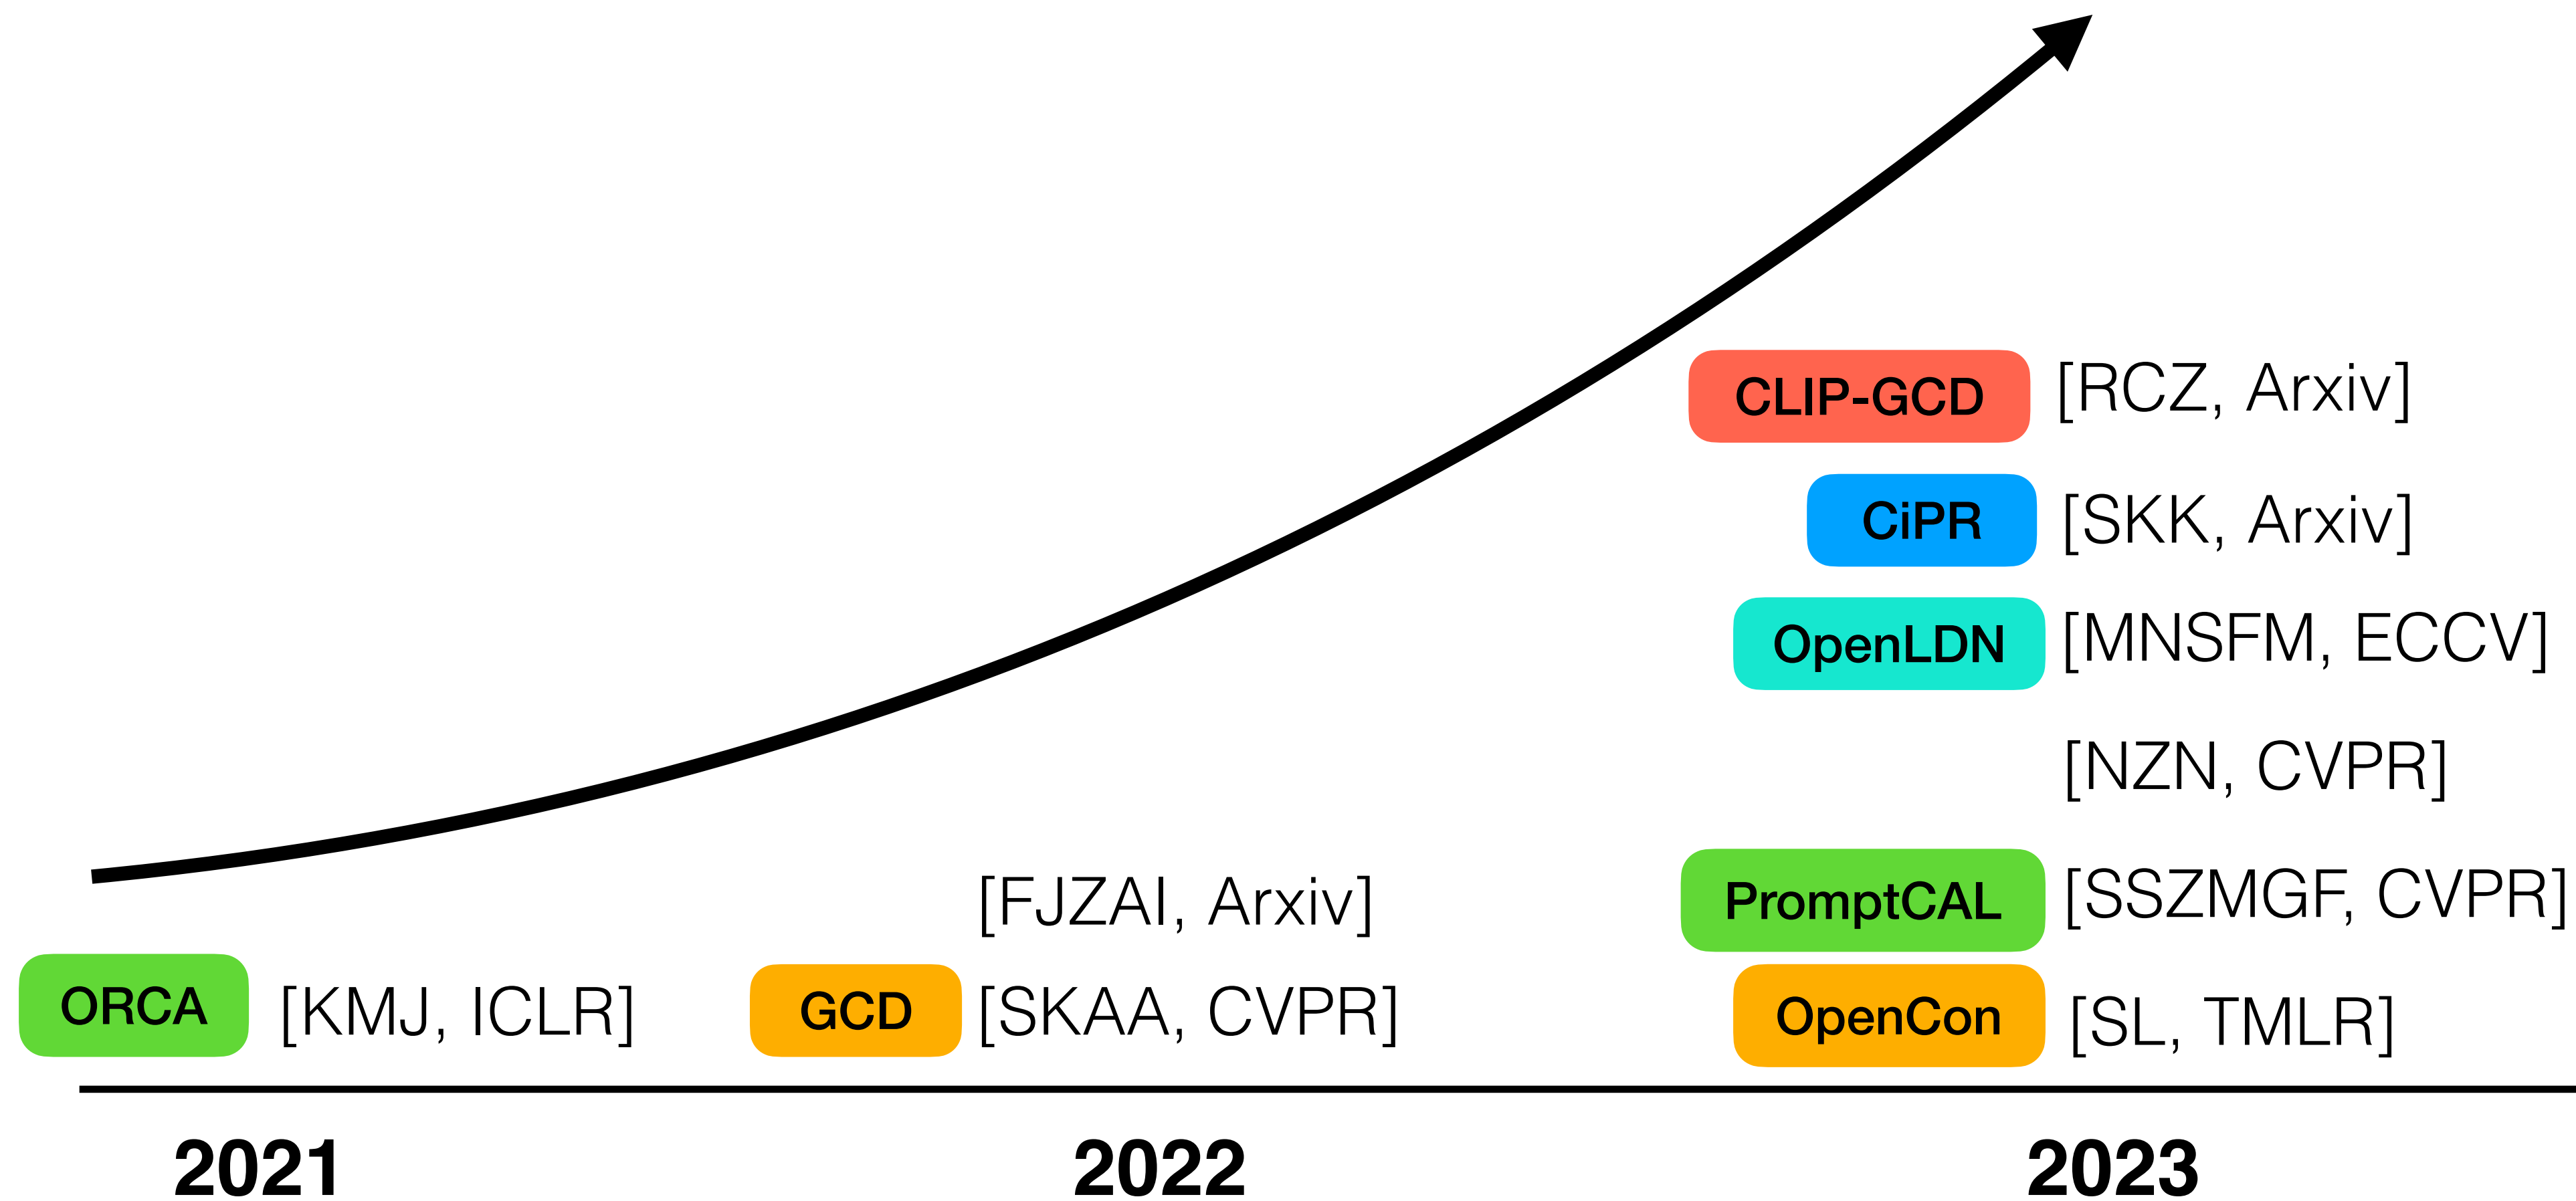 CLIP-GCD [RCZ, Arxiv]
CiPR [SKK, Arxiv]
OpenLDN [MNSFM, ECCV]
[NZN, CVPR]
[FJZAI, Arxiv]
PromptCAL [SSZMGF, CVPR]
ORCA [KMJ, ICLR]
GCD [SKAA, CVPR]
OpenCon [SL, TMLR]
2021 2022 2023